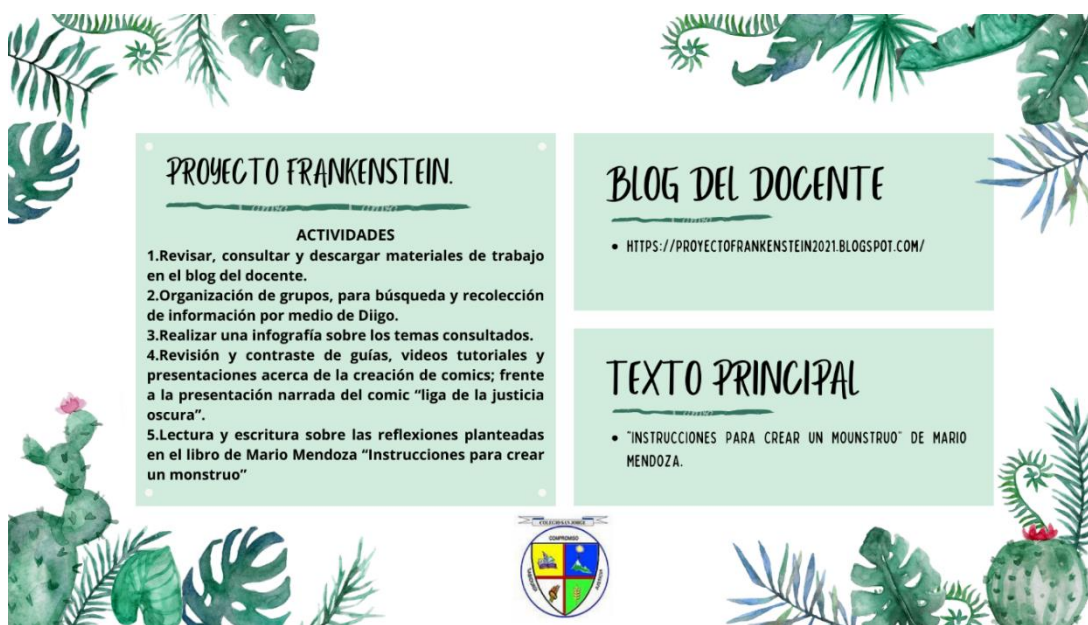 PROYECTO FRANKENSTEIN.
ACTIVIDADES
1.Revisar, consultar y descargar materiales de trabajo
en el blog del docente.
2.Organización de grupos, para búsqueda y recolección
de información por medio de Diigo.
3.Realizar una infografía sobre los temas consultados.
4.Revisión y contraste de guías, videos tutoriales y
presentaciones acerca de la creación de comics; frente
a la presentación narrada del comic “liga de la justicia
oscura”.
5.Lectura y escritura sobre las reflexiones planteadas
en el libro de Mario Mendoza “Instrucciones para crear
un monstruo”
BLOG DEL DOCENTE
• HTTPS://PROYECTOFRANKENSTEIN2021.BLOGSPOT.COM/
TEXTO PRINCIPAL
• "INSTRUCCIONES PARA CREAR UN MOUNSTRUO" DE MARIO
MENDOZA.
COLEGIO SAN JORGE
COMPROMISO